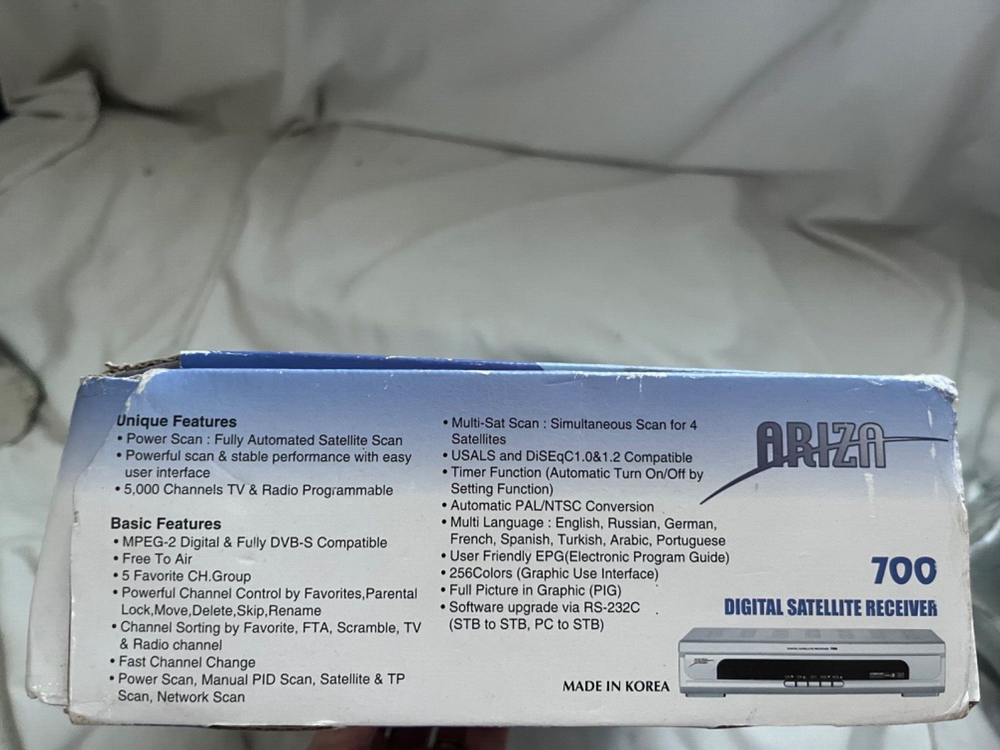 Unique Features
• Power Scan : Fully Automated Satellite Scan
• Powerful scan & stable performance with easy
user interface
• 5,000 Channels TV & Radio Programmable
Basic Features
• MPEG-2 Digital & Fully DVB-S Compatible
• Free To Air
• 5 Favorite CH.Group
• Powerful Channel Control by Favorites,Parental
Lock,Move,Delete,Skip,Rename
• Channel Sorting by Favorite, FTA, Scramble, TV
& Radio channel
• Fast Channel Change
• Power Scan, Manual PID Scan, Satellite & TP
Scan, Network Scan
• Multi-Sat Scan : Simultaneous Scan for 4
Satellites
• USALS and DiSEqC1.0&1.2 Compatible
• Timer Function (Automatic Turn On/Off by
Setting Function)
• Automatic PAL/NTSC Conversion
• Multi Language : English, Russian, German,
French, Spanish, Turkish, Arabic, Portuguese
• User Friendly EPG(Electronic Program Guide)
• 256Colors (Graphic Use Interface)
• Full Picture in Graphic (PIG)
• Software upgrade via RS-232C
(STB to STB, PC to STB)
ARIZA
700
DIGITAL SATELLITE RECEIVER
MADE IN KOREA